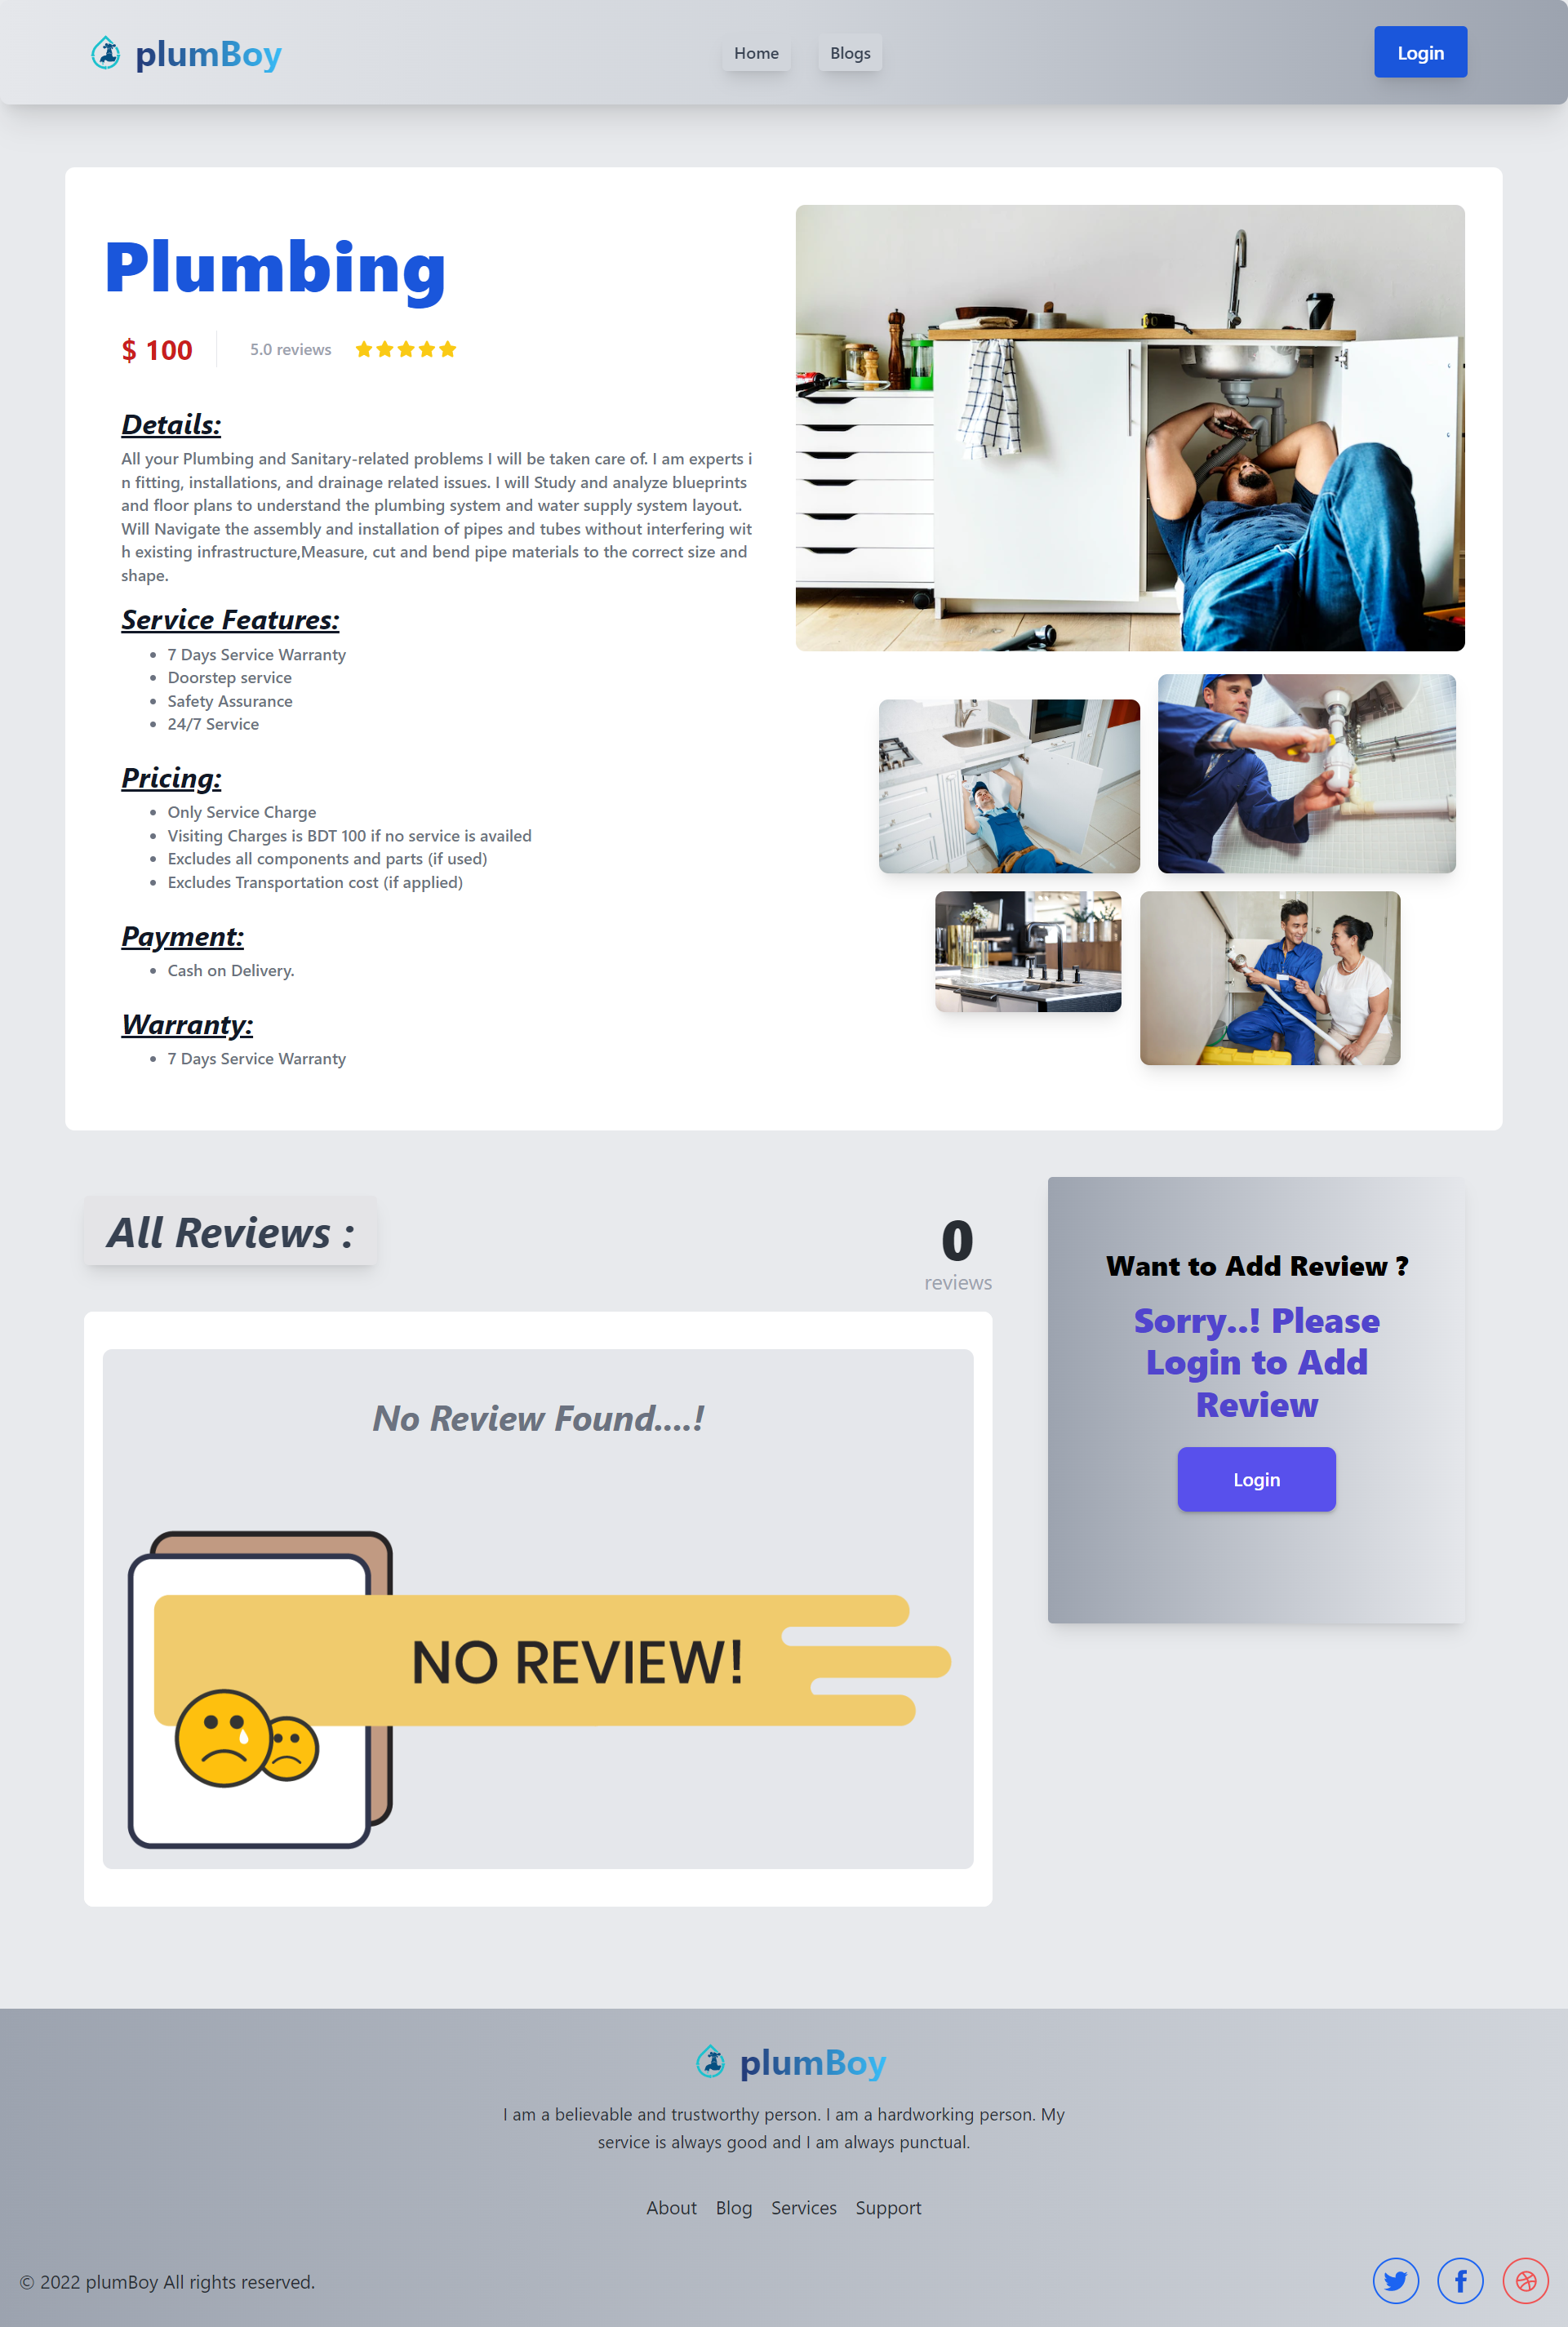 plumBoy
Home
Blogs
Login
Plumbing
$ 100
5.0 reviews
Details:
All your Plumbing and Sanitary-related problems I will be taken care of. I am experts i
n fitting, installations, and drainage related issues. I will Study and analyze blueprints
and floor plans to understand the plumbing system and water supply system layout.
Will Navigate the assembly and installation of pipes and tubes without interfering wit
h existing infrastructure,Measure, cut and bend pipe materials to the correct size and
shape.
Service Features:
• 7 Days Service Warranty
• Doorstep service
• Safety Assurance
• 24/7 Service
Pricing:
• Only Service Charge
• Visiting Charges is BDT 100 if no service is availed
• Excludes all components and parts (if used)
• Excludes Transportation cost (if applied)
Payment:
• Cash on Delivery.
Warranty:
• 7 Days Service Warranty
All Reviews :
0
reviews
No Review Found....!
NO REVIEW!
Want to Add Review ?
Sorry..! Please
Login to Add
Review
Login
plumBoy
I am a believable and trustworthy person. I am a hardworking person. My
service is always good and I am always punctual.
About
Blog
Services
Support
© 2022 plumBoy All rights reserved.